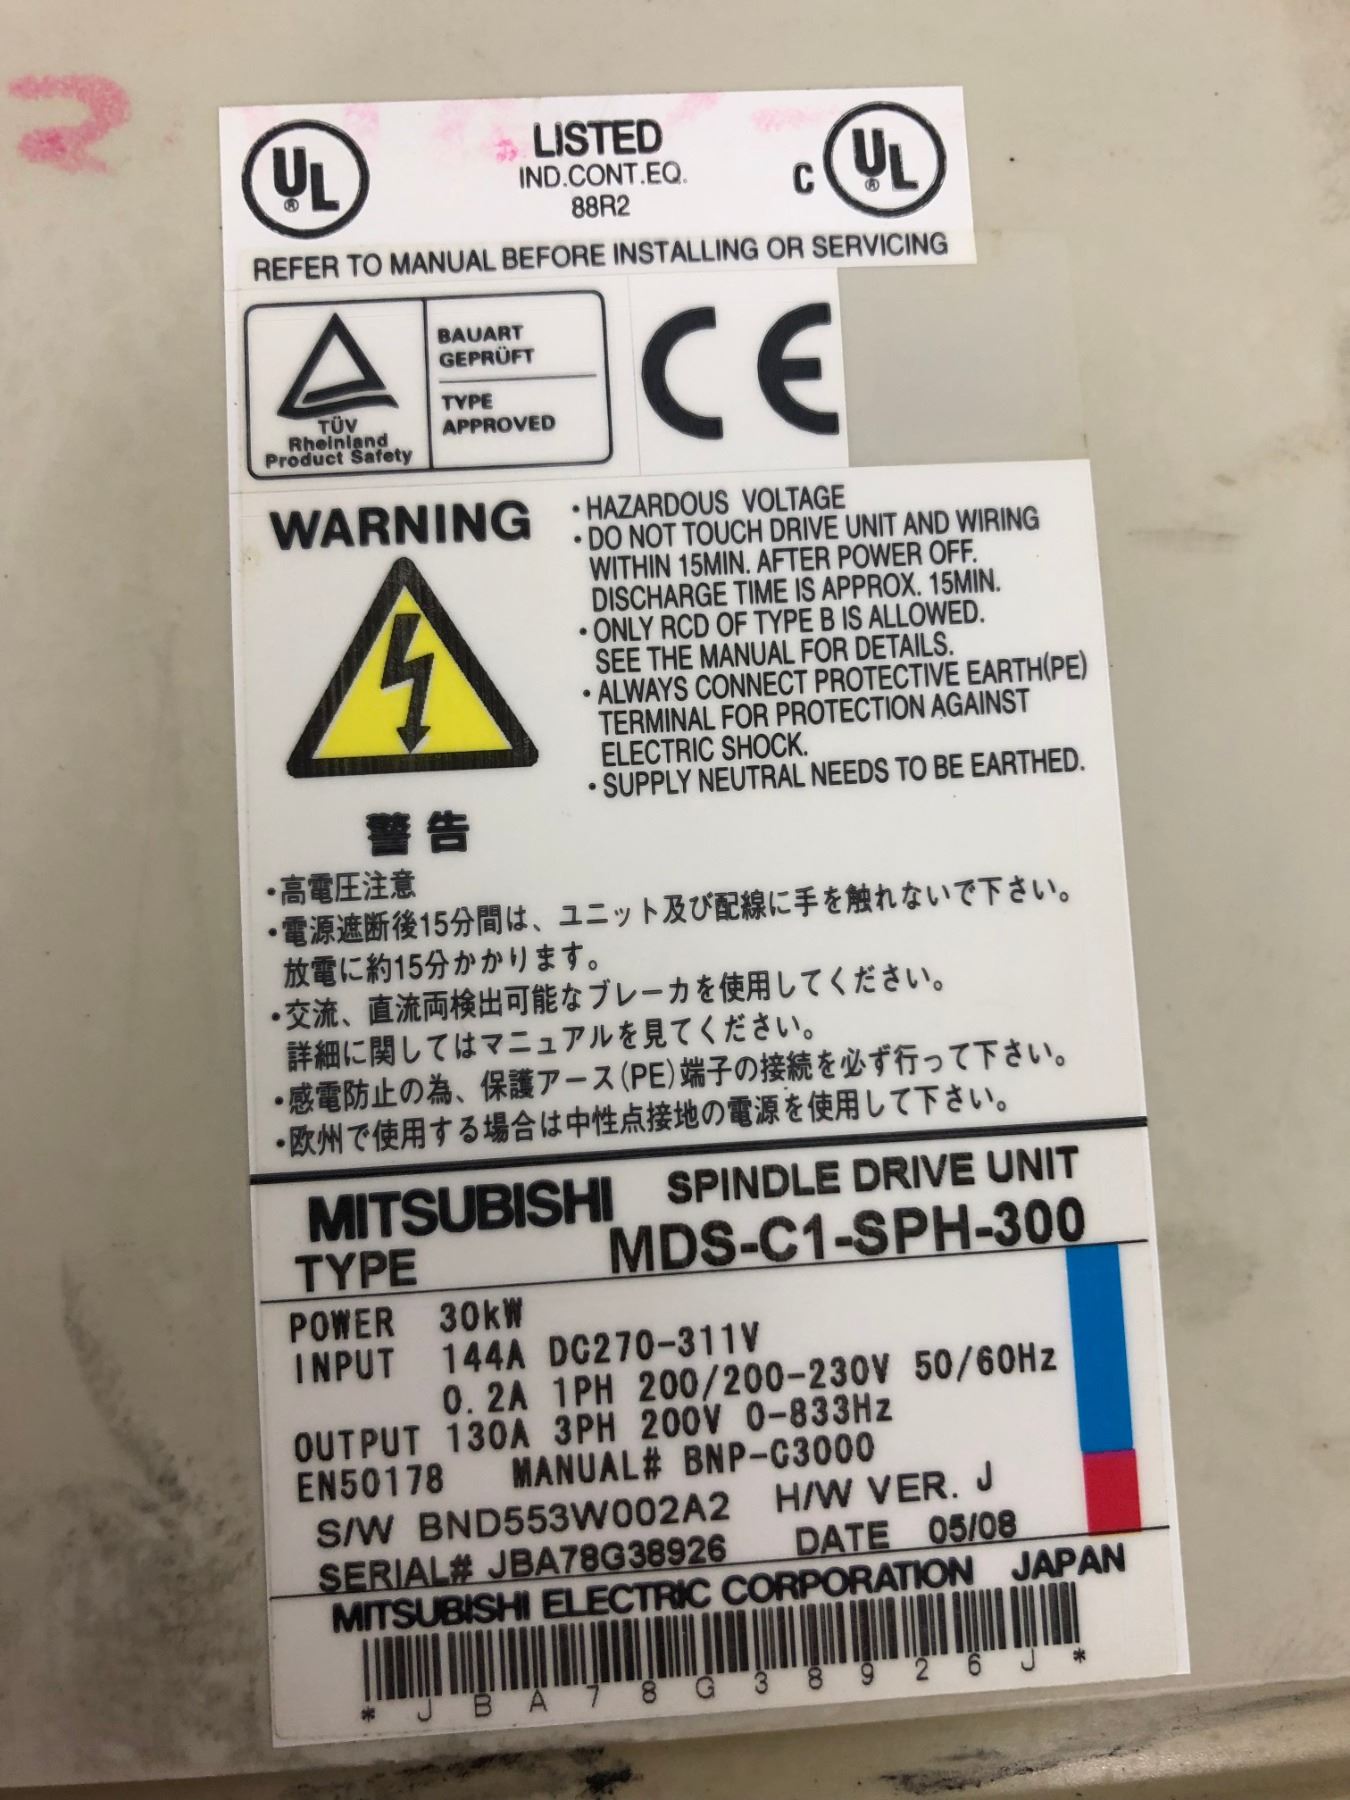 2
UL LISTED C UL
IND.CONT.EQ.
88R2
REFER TO MANUAL BEFORE INSTALLING OR SERVICING
TÜV
Rheinland
Product Safety
BAUART
GEPRÜFT
TYPE
APPROVED
CE
WARNING
・HAZARDOUS VOLTAGE
・DO NOT TOUCH DRIVE UNIT AND WIRING
WITHIN 15MIN. AFTER POWER OFF.
DISCHARGE TIME IS APPROX. 15MIN.
・ONLY RCD OF TYPE B IS ALLOWED.
SEE THE MANUAL FOR DETAILS.
・ALWAYS CONNECT PROTECTIVE EARTH(PE)
TERMINAL FOR PROTECTION AGAINST
ELECTRIC SHOCK.
・SUPPLY NEUTRAL NEEDS TO BE EARTHED.
警告
・高電圧注意
・電源遮断後15分間は、ユニット及び配線に手を触れないで下さい。
放電に約15分かかります。
・交流、直流両検出可能なブレーカを使用してください。
詳細に関してはマニュアルを見てください。
・感電防止の為、保護アース(PE)端子の接続を必ず行って下さい。
・欧州で使用する場合は中性点接地の電源を使用して下さい。
MITSUBISHI SPINDLE DRIVE UNIT
TYPE MDS-C1-SPH-300
POWER 30kW
INPUT 144A DC270-311V
0.2A 1PH 200/200-230V 50/60Hz
OUTPUT 130A 3PH 200V 0-833Hz
EN50178 MANUAL# BNP-C3000
S/W BND553W002A2 H/W VER. J
SERIAL# JBA78G38926 DATE 05/08
MITSUBISHI ELECTRIC CORPORATION JAPAN
* J B A 7 8 G 3 8 9 2 6 J *